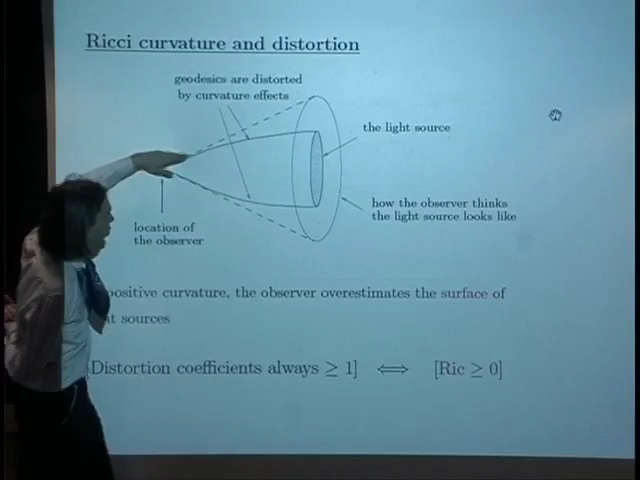 Ricci curvature and distortion
geodesics are distorted
by curvature effects
the light source
how the observer thinks
the light source looks like
location of
the observer
positive curvature, the observer overestimates the surface of
sources
Distortion coefficients always ≥ 1] ⟺ [Ric ≥ 0]